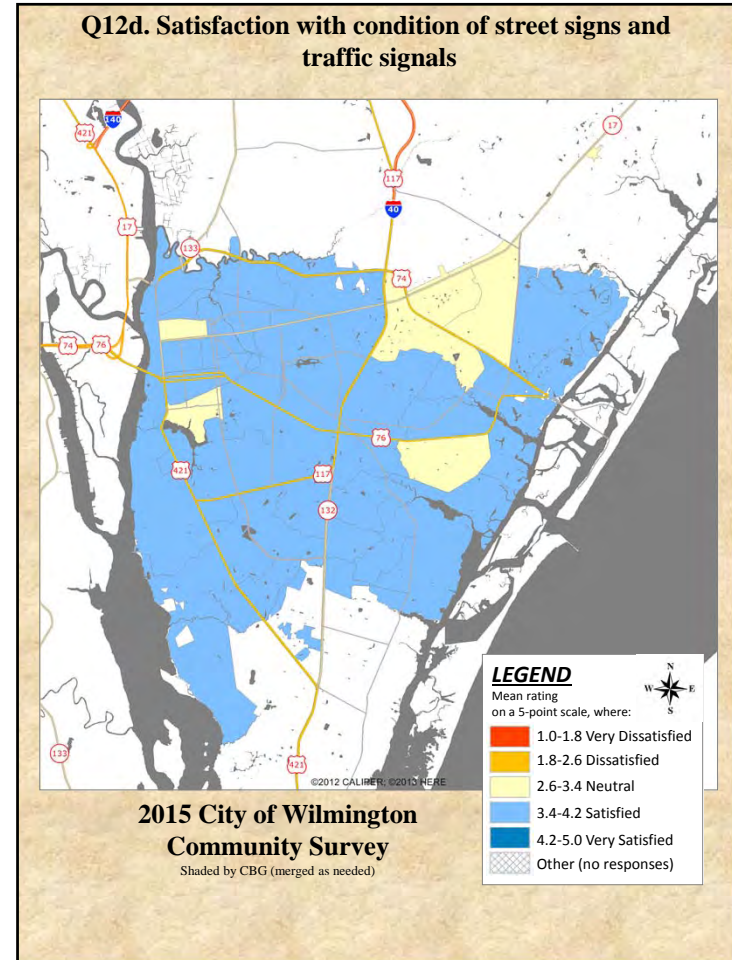 Q12d. Satisfaction with condition of street signs and
traffic signals
140
421
17
117
40
17
133
74
74
76
76
421
117
132
133
421
©2012 CALIPER; ©2013 HERE
LEGEND
Mean rating
on a 5-point scale, where:
N
W
E
S
1.0-1.8 Very Dissatisfied
1.8-2.6 Dissatisfied
2.6-3.4 Neutral
3.4-4.2 Satisfied
4.2-5.0 Very Satisfied
Other (no responses)
2015 City of Wilmington
Community Survey
Shaded by CBG (merged as needed)